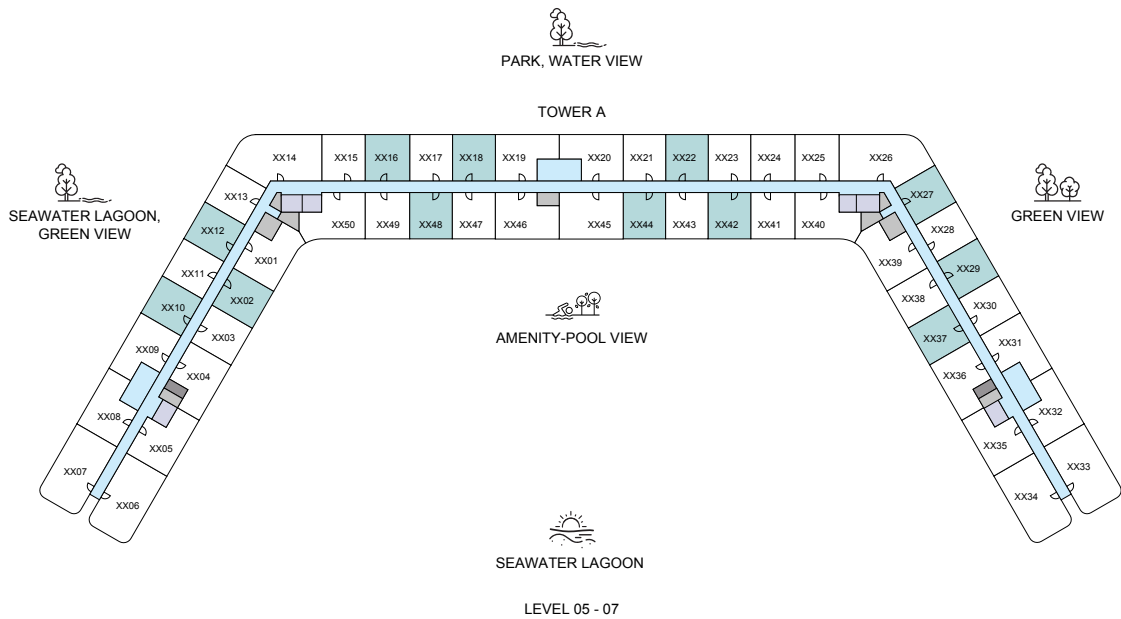 PARK, WATER VIEW
TOWER A
XX14
XX15
XX16
XX17
XX18
XX19
XX20
XX21
XX22
XX23
XX24
XX25
XX26
XX13
XX27
SEAWATER LAGOON,
GREEN VIEW
GREEN VIEW
XX50
XX49
XX48
XX47
XX46
XX45
XX44
XX43
XX42
XX41
XX40
XX12
XX28
XX01
XX39
XX11
XX29
XX02
XX38
XX10
XX30
XX03
XX37
AMENITY-POOL VIEW
XX09
XX31
XX04
XX36
XX08
XX32
XX05
XX35
XX07
XX33
XX06
XX34
SEAWATER LAGOON
LEVEL 05 - 07